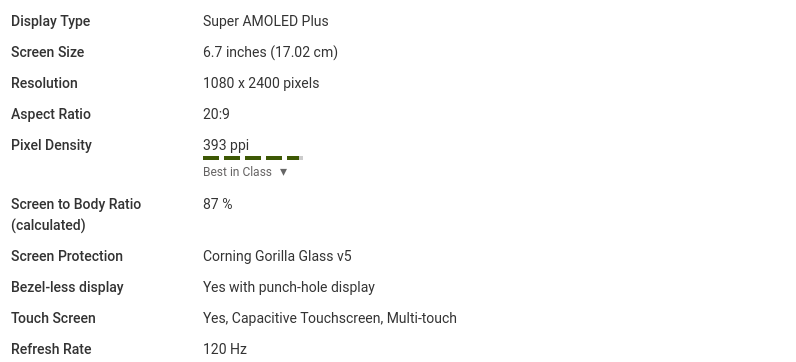 Display Type Super AMOLED Plus
Screen Size 6.7 inches (17.02 cm)
Resolution 1080 x 2400 pixels
Aspect Ratio 20:9
Pixel Density 393 ppi
Best in Class ▼
Screen to Body Ratio 87 %
(calculated)
Screen Protection Corning Gorilla Glass v5
Bezel-less display Yes with punch-hole display
Touch Screen Yes, Capacitive Touchscreen, Multi-touch
Refresh Rate 120 Hz